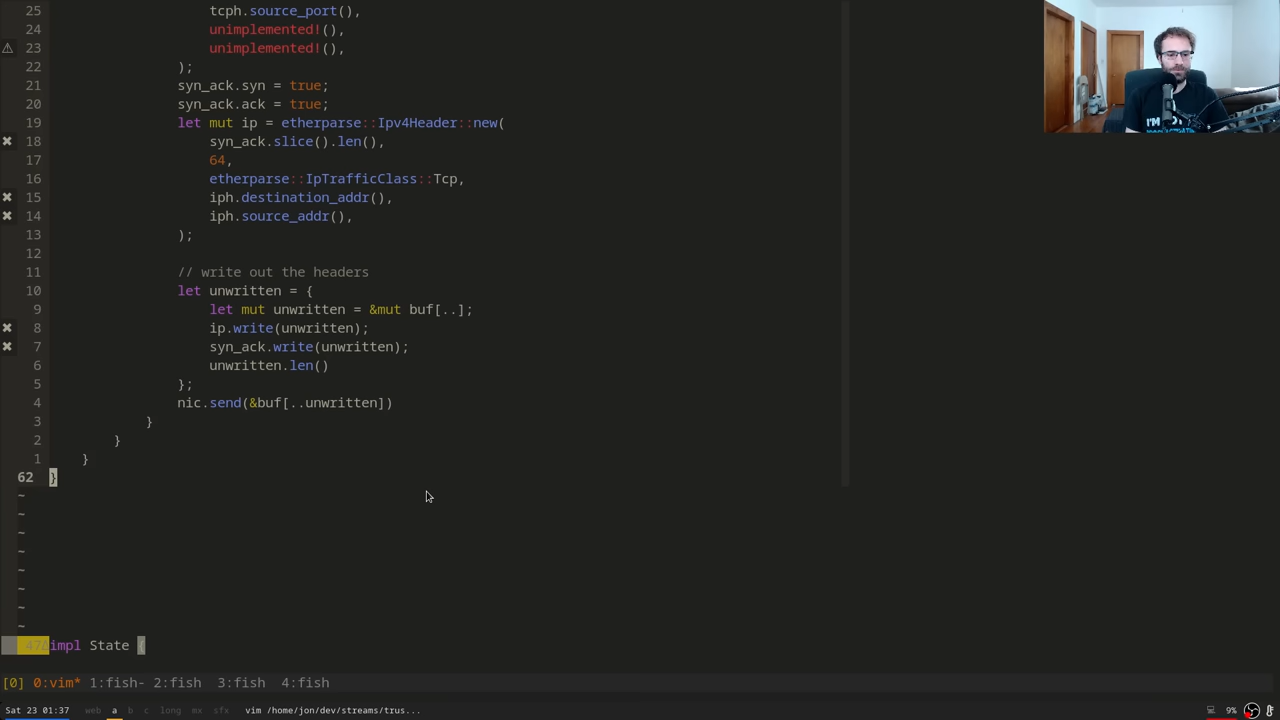 25                     tcph.source_port(),
24                     unimplemented!(),
⚠ 23                     unimplemented!(),
22                 );
21                 syn_ack.syn = true;
20                 syn_ack.ack = true;
19                 let mut ip = etherparse::Ipv4Header::new(
✖ 18                     syn_ack.slice().len(),
17                     64,
16                     etherparse::IpTrafficClass::Tcp,
✖ 15                     iph.destination_addr(),
✖ 14                     iph.source_addr(),
13                 );
12
11                 // write out the headers
10                 let unwritten = {
9                     let mut unwritten = &mut buf[..];
✖ 8                     ip.write(unwritten);
✖ 7                     syn_ack.write(unwritten);
6                     unwritten.len()
5                 };
4                 nic.send(&buf[..unwritten])
3             }
2         }
1     }
62 }
~
~
~
~
~
~
~
~
impl State {
[0] 0:vim* 1:fish- 2:fish  3:fish  4:fish
Sat 23 01:37 web a b c long mx sfx vim /home/jon/dev/streams/trus... 9%